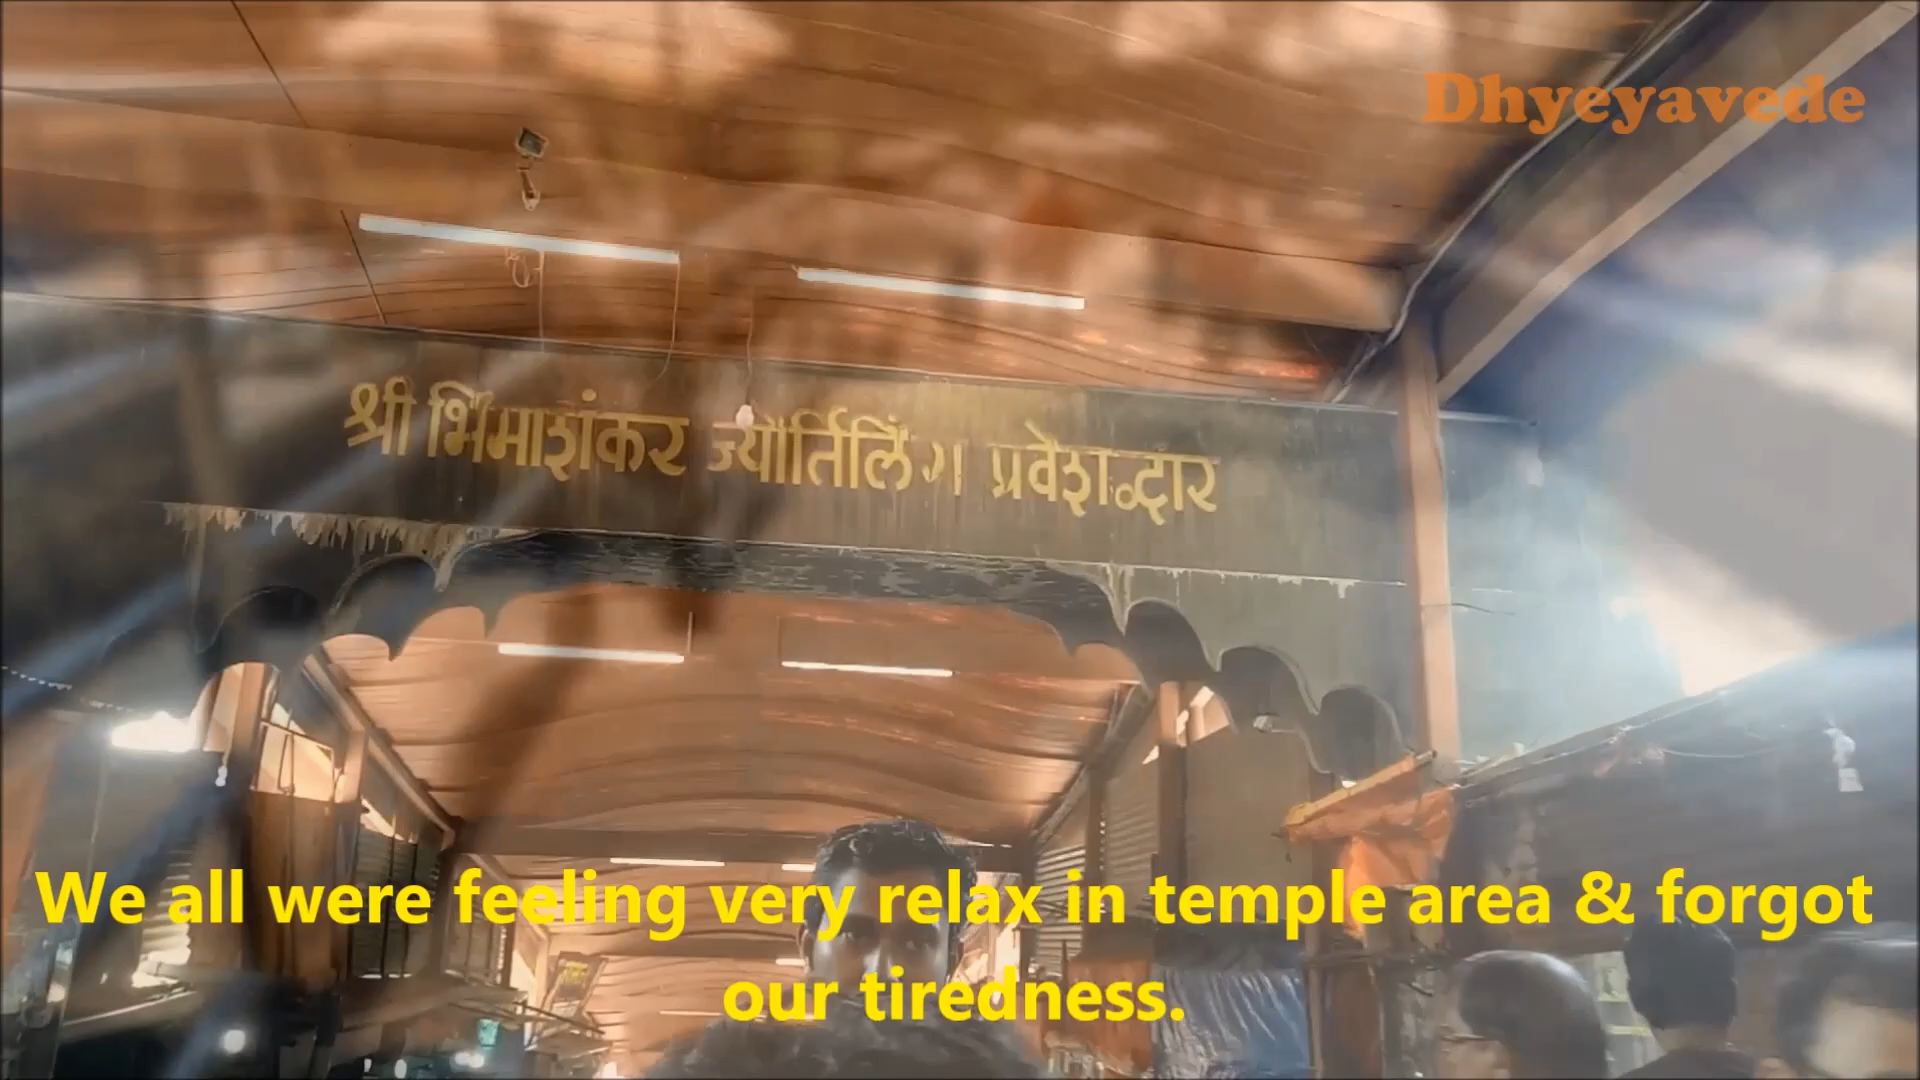 Dhyeyavede
श्री भिमाशंकर ज्योर्तिलिंग प्रवेशद्वार
We all were feeling very relax in temple area & forgot
our tiredness.